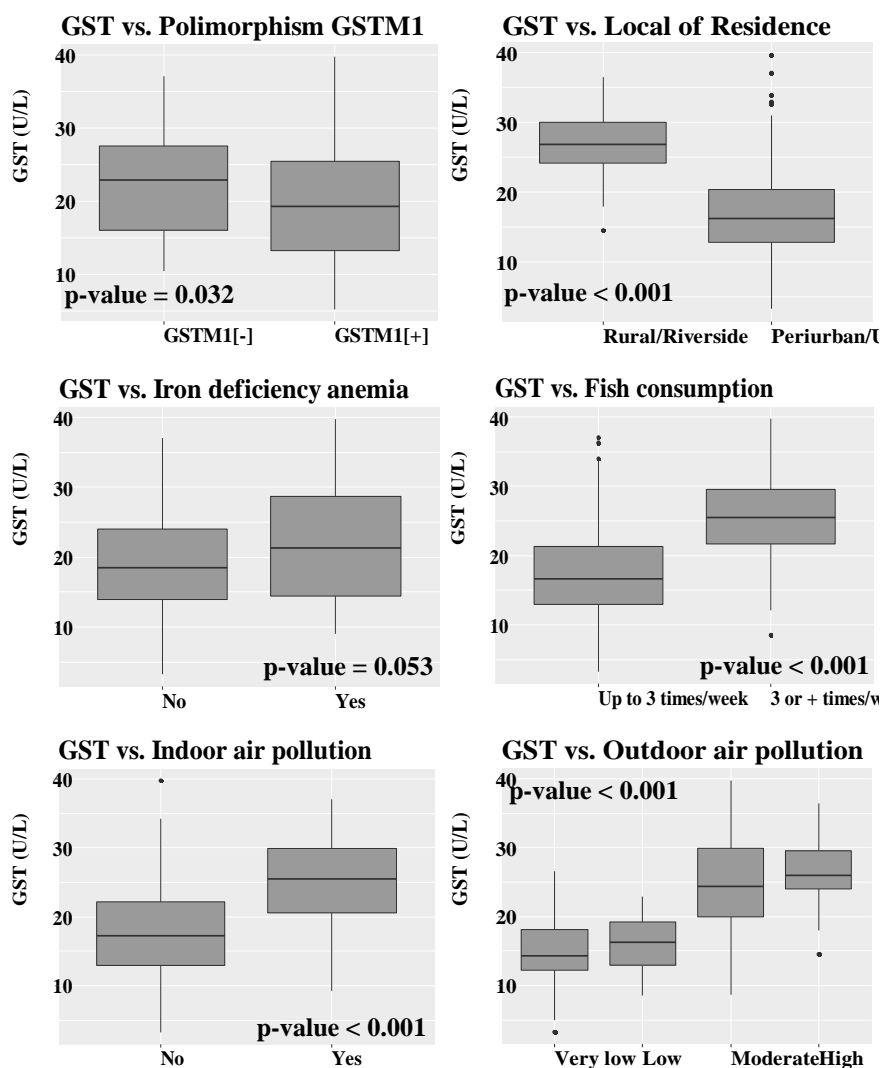 GST vs. Polimorphism GSTM1
GST (U/L)
40
30
20
10
p-value = 0.032
GSTM1[-]
GSTM1[+]
GST vs. Local of Residence
GST (U/L)
40
30
20
10
p-value < 0.001
Rural/Riverside
Periurban/U
GST vs. Iron deficiency anemia
GST (U/L)
40
30
20
10
p-value = 0.053
No
Yes
GST vs. Fish consumption
GST (U/L)
40
30
20
10
p-value < 0.001
Up to 3 times/week
3 or + times/w
GST vs. Indoor air pollution
GST (U/L)
40
30
20
10
p-value < 0.001
No
Yes
GST vs. Outdoor air pollution
GST (U/L)
40
30
20
10
p-value < 0.001
Very low
Low
Moderate
High